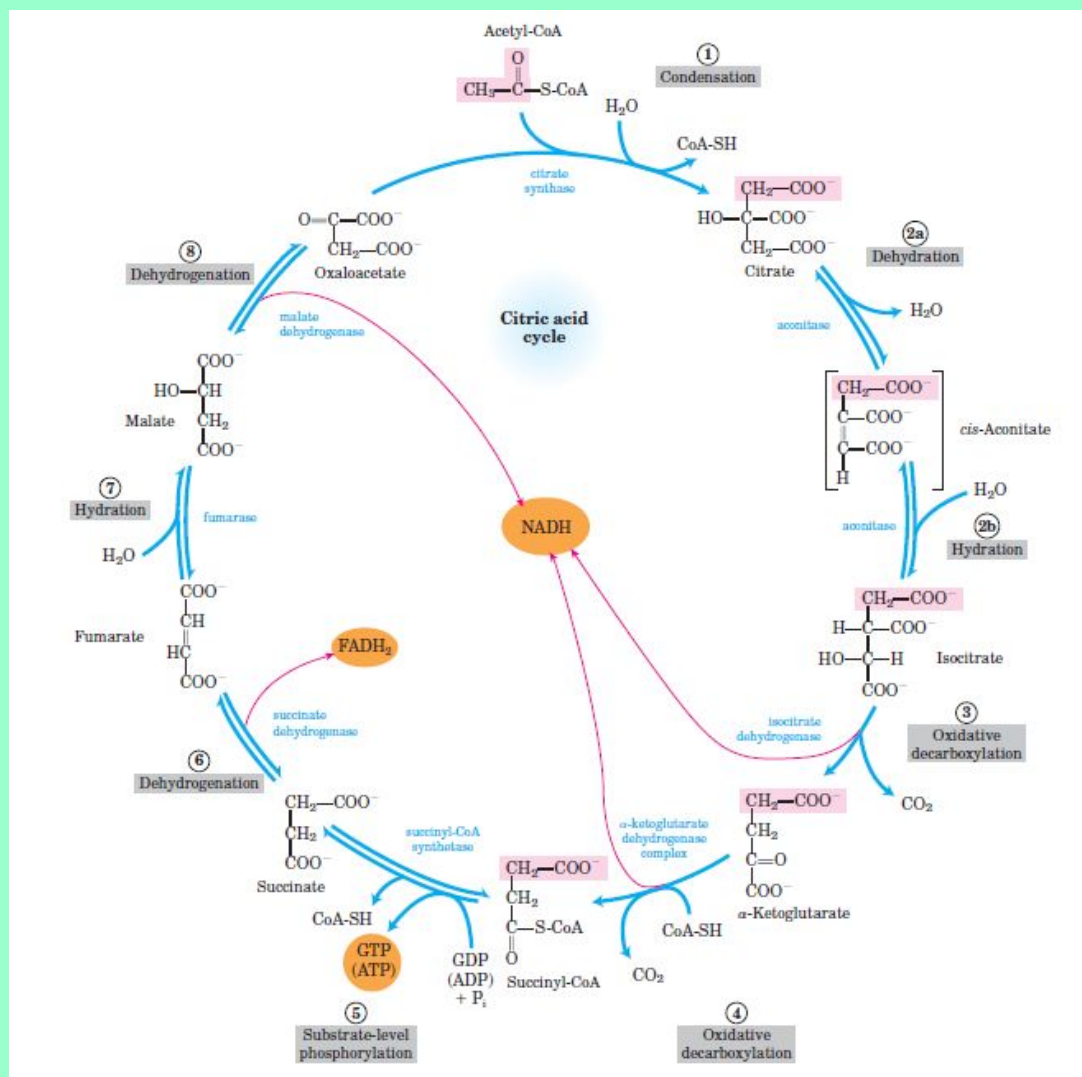 Acetyl-CoA
O
CH₃—C—S-CoA
①
Condensation
H₂O
CoA-SH
citrate
synthase
CH₂—COO⁻
HO—C—COO⁻
CH₂—COO⁻
Citrate
2a
Dehydration
H₂O
aconitase
CH₂—COO⁻
C—COO⁻
C—COO⁻
H
cis-Aconitate
aconitase
H₂O
2b
Hydration
CH₂—COO⁻
H—C—COO⁻
HO—C—H
COO⁻
Isocitrate
③
Oxidative
decarboxylation
isocitrate
dehydrogenase
CO₂
CH₂—COO⁻
CH₂
C=O
COO⁻
α-Ketoglutarate
α-ketoglutarate
dehydrogenase
complex
CoA-SH
CO₂
④
Oxidative
decarboxylation
CH₂—COO⁻
CH₂
C—S-CoA
O
Succinyl-CoA
succinyl-CoA
synthetase
GDP
(ADP)
+ Pᵢ
GTP
(ATP)
CoA-SH
⑤
Substrate-level
phosphorylation
CH₂—COO⁻
CH₂
COO⁻
Succinate
⑥
Dehydrogenation
succinate
dehydrogenase
FADH₂
COO⁻
CH
HC
COO⁻
Fumarate
H₂O
⑦
Hydration
fumarase
COO⁻
HO—CH
CH₂
COO⁻
Malate
malate
dehydrogenase
⑧
Dehydrogenation
O=C—COO⁻
CH₂—COO⁻
Oxaloacetate
Citric acid
cycle
NADH